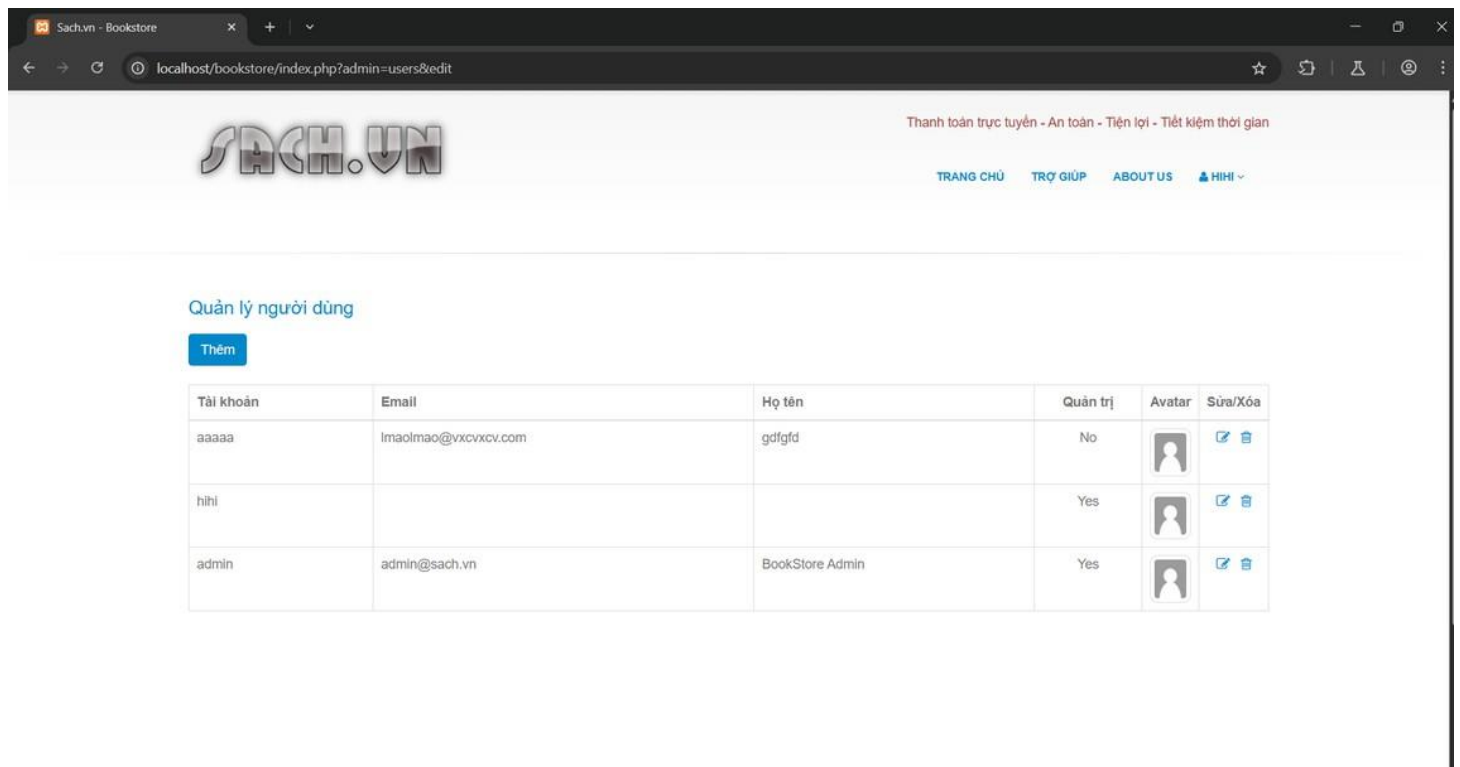 Sach.vn - Bookstore
localhost/bookstore/index.php?admin=users&edit
SACH.VN
Thanh toán trực tuyến - An toàn - Tiện lợi - Tiết kiệm thời gian
TRANG CHỦ TRỢ GIÚP ABOUT US HIHI
Quản lý người dùng
Thêm
Tài khoản Email Họ tên Quản trị Avatar Sửa/Xóa
aaaaa lmaolmao@vxcvxcv.com gdfgfd No
hihi Yes
admin admin@sach.vn BookStore Admin Yes